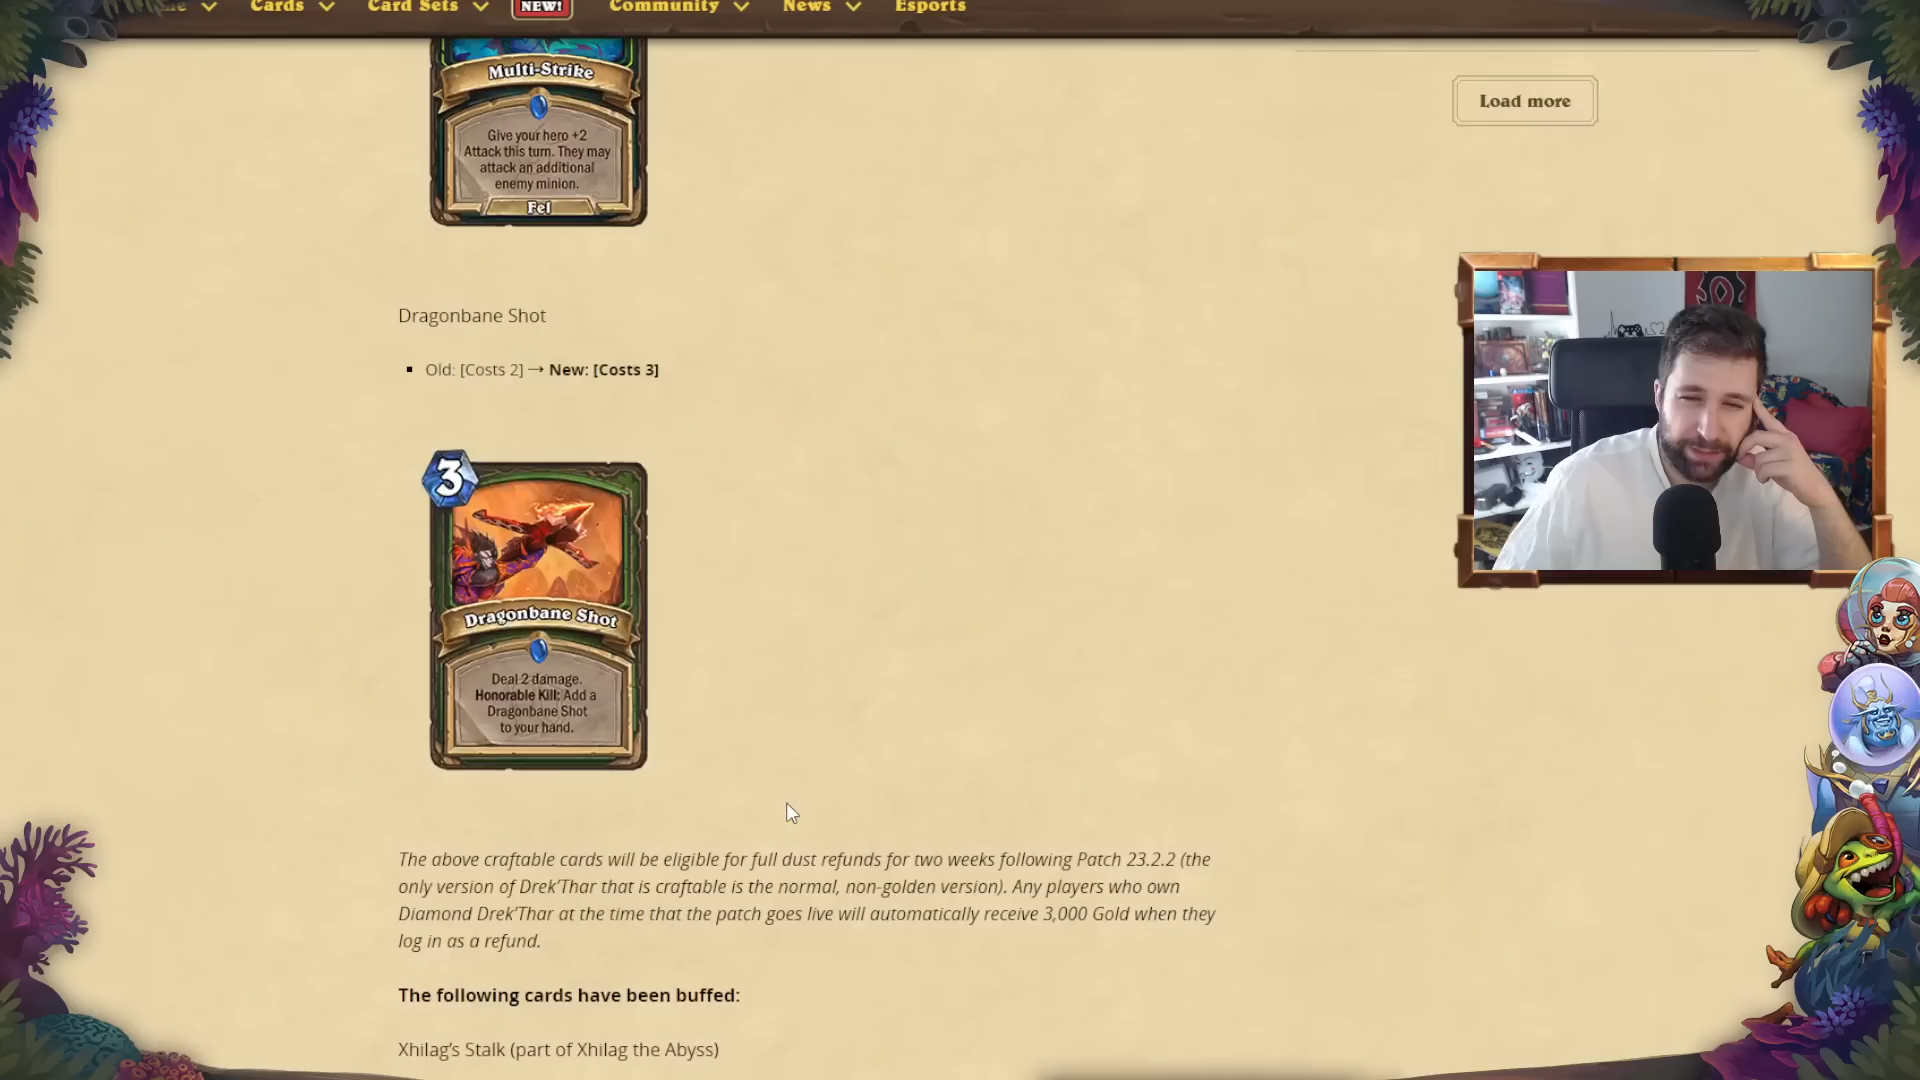 Cards
Card Sets
NEW!
Community
News
Esports
Multi-Strike
Give your hero +2
Attack this turn. They may
attack an additional
enemy minion.
Fel
Load more
Dragonbane Shot
▪ Old: [Costs 2] → New: [Costs 3]
3
Dragonbane Shot
Deal 2 damage.
Honorable Kill: Add a
Dragonbane Shot
to your hand.
The above craftable cards will be eligible for full dust refunds for two weeks following Patch 23.2.2 (the
only version of Drek'Thar that is craftable is the normal, non-golden version). Any players who own
Diamond Drek'Thar at the time that the patch goes live will automatically receive 3,000 Gold when they
log in as a refund.
The following cards have been buffed:
Xhilag's Stalk (part of Xhilag the Abyss)